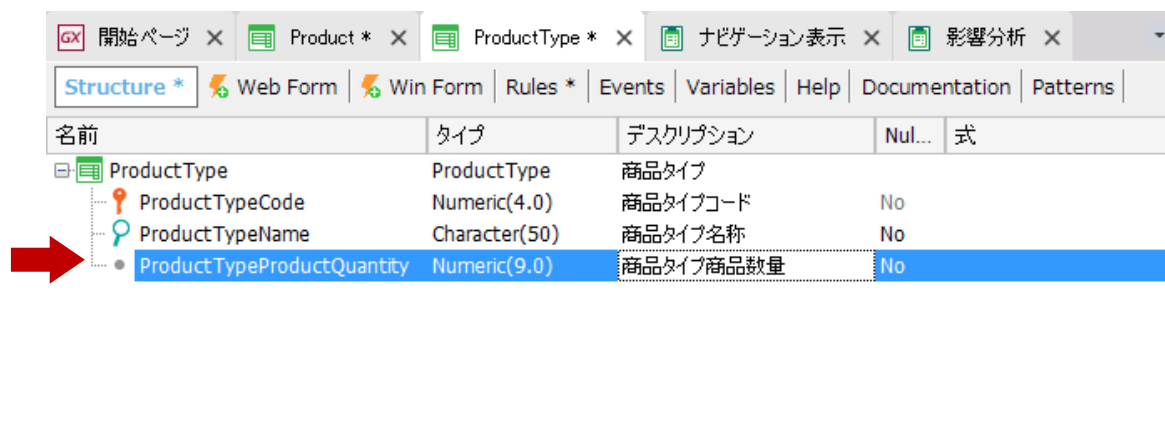 GX 開始ページ × Product * × ProductType * × ナビゲーション表示 × 影響分析 ×
Structure * Web Form Win Form Rules * Events Variables Help Documentation Patterns
名前 タイプ デスクリプション Nul... 式
ProductType ProductType 商品タイプ
ProductTypeCode Numeric(4.0) 商品タイプコード No
ProductTypeName Character(50) 商品タイプ名称 No
ProductTypeProductQuantity Numeric(9.0) 商品タイプ商品数量 No